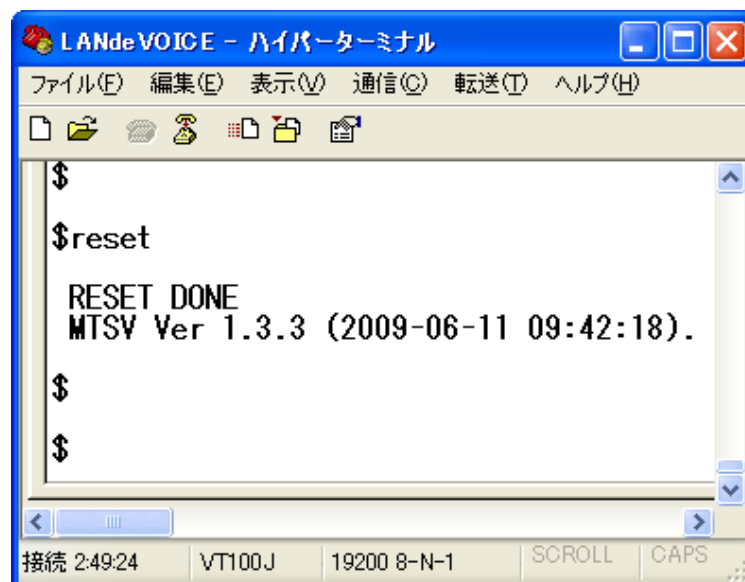 LANdeVOICE - ハイパーターミナル
ファイル(F) 編集(E) 表示(V) 通信(C) 転送(T) ヘルプ(H)
$
$reset
RESET DONE
MTSV Ver 1.3.3 (2009-06-11 09:42:18).
$
$
接続 2:49:24 VT100J 19200 8-N-1 SCROLL CAPS